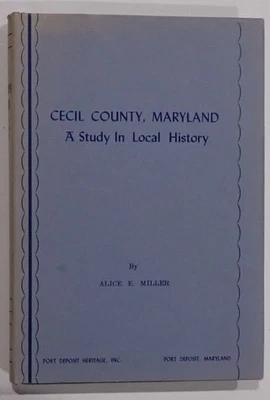 CECIL COUNTY, MARYLAND
A Study In Local History
By
ALICE E. MILLER
PORT DEPOSIT HERITAGE, INC. PORT DEPOSIT, MARYLAND